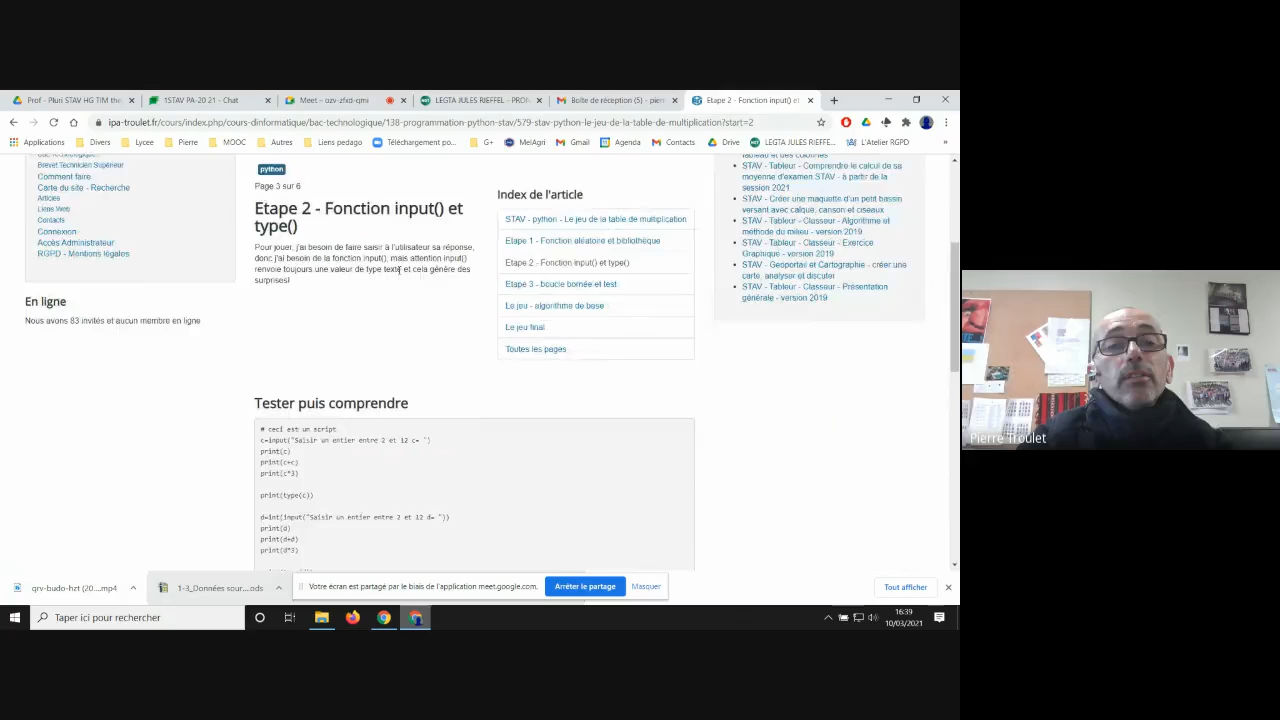 Prof - Pluri STAV HG TIM the
1STAV PA-20 21 - Chat
Meet – ozv-zfxd-qmi
LEGTA JULES RIEFFEL - PROF
Boîte de réception (5) - pierr
Etape 2 - Fonction input() et
ipa-troulet.fr/cours/index.php/cours-dinformatique/bac-technologique/138-programmation-python-stav/579-stav-python-le-jeu-de-la-table-de-multiplication?start=2
Applications
Divers
Lycee
Pierre
MOOC
G+
Autres
Liens pedago
Téléchargement po...
MelAgri
Gmail
Agenda
Contacts
Drive
LEGTA JULES RIEFFEL...
L'Atelier RGPD
»
Brevet Technicien Supérieur
Comment faire
Carte du site - Recherche
Articles
Liens Web
Contacts
Connexion
Accès Administrateur
RGPD - Mentions légales
En ligne
Nous avons 83 invités et aucun membre en ligne
python
Page 3 sur 6
Etape 2 - Fonction input() et
type()
Pour jouer, j'ai besoin de faire saisir à l'utilisateur sa réponse,
donc j'ai besoin de la fonction input(), mais attention input()
renvoie toujours une valeur de type texte et cela génère des
surprises!
Index de l'article
STAV - python - Le jeu de la table de multiplication
Etape 1 - Fonction aléatoire et bibliothèque
Etape 2 - Fonction input() et type()
Etape 3 - boucle bornée et test
Le jeu - algorithme de base
Le jeu final
Toutes les pages
tableau et des colonnes
STAV - Tableur - Comprendre le calcul de sa
moyenne d'examen STAV - à partir de la
session 2021
STAV - Créer une maquette d'un petit bassin
versant avec calque, canson et ciseaux
STAV - Tableur - Classeur - Algorithme et
méthode du milieu - version 2019
STAV - Tableur - Classeur - Exercice
Graphique - version 2019
STAV - Geoportail et Cartographie - créer une
carte, analyser et discuter
STAV - Tableur - Classeur - Présentation
générale - version 2019
Tester puis comprendre
# ceci est un script
c=input("Saisir un entier entre 2 et 12 c= ")
print(c)
print(c+c)
print(c*3)
print(type(c))
d=int(input("Saisir un entier entre 2 et 12 d= "))
print(d)
print(d+d)
print(d*3)
qrv-budo-hzt (20....mp4
1-3_Données sour....ods
Votre écran est partagé par le biais de l'application meet.google.com.
Arrêter le partage
Masquer
Tout afficher
Taper ici pour rechercher
16:39
10/03/2021
Pierre Troulet